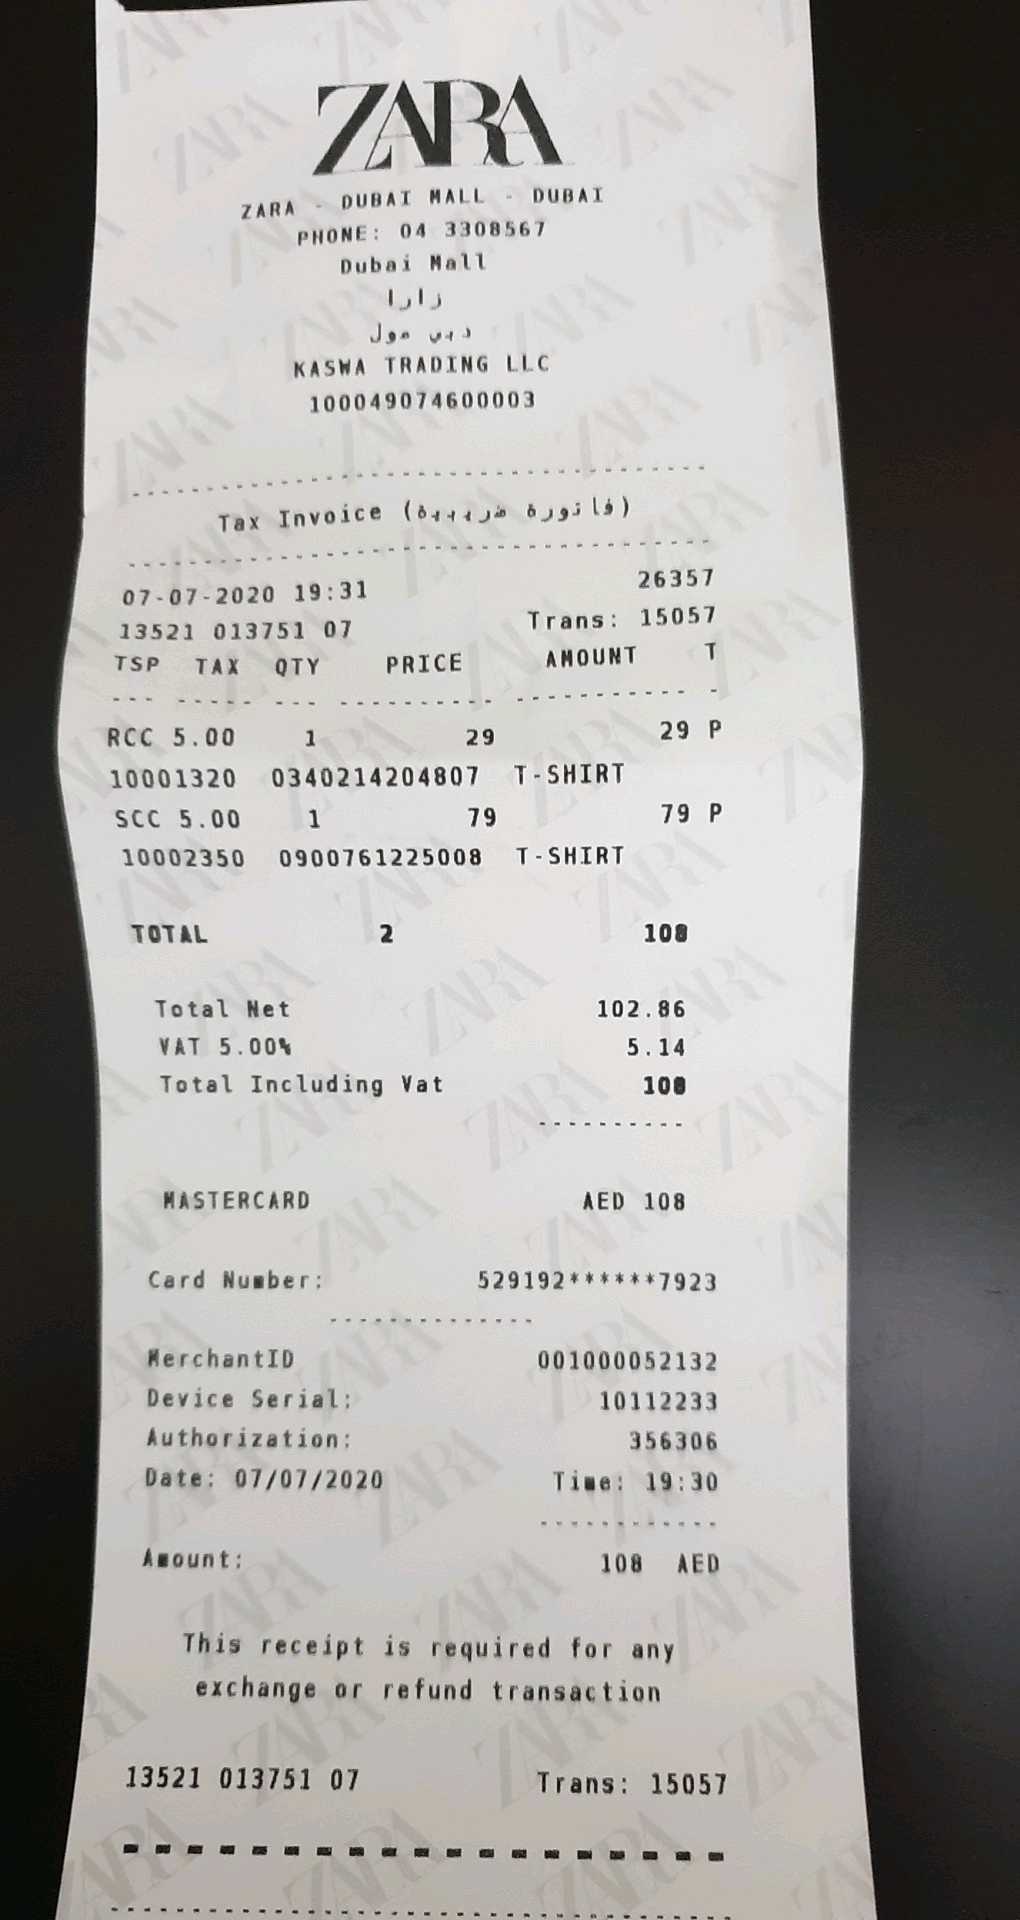 ZARA
ZARA - DUBAI MALL - DUBAI
PHONE: 04 3308567
Dubai Mall
زارا
دبي مول
KASWA TRADING LLC
100049074600003
Tax Invoice (فاتورة ضريبية)
07-07-2020 19:31 26357
13521 013751 07 Trans: 15057
TSP TAX QTY PRICE AMOUNT T
RCC 5.00 1 29 29 P
10001320 0340214204807 T-SHIRT
SCC 5.00 1 79 79 P
10002350 0900761225008 T-SHIRT
TOTAL 2 108
Total Net 102.86
VAT 5.00% 5.14
Total Including Vat 108
MASTERCARD AED 108
Card Number: 529192******7923
MerchantID 001000052132
Device Serial: 10112233
Authorization: 356306
Date: 07/07/2020 Time: 19:30
Amount: 108 AED
This receipt is required for any
exchange or refund transaction
13521 013751 07 Trans: 15057